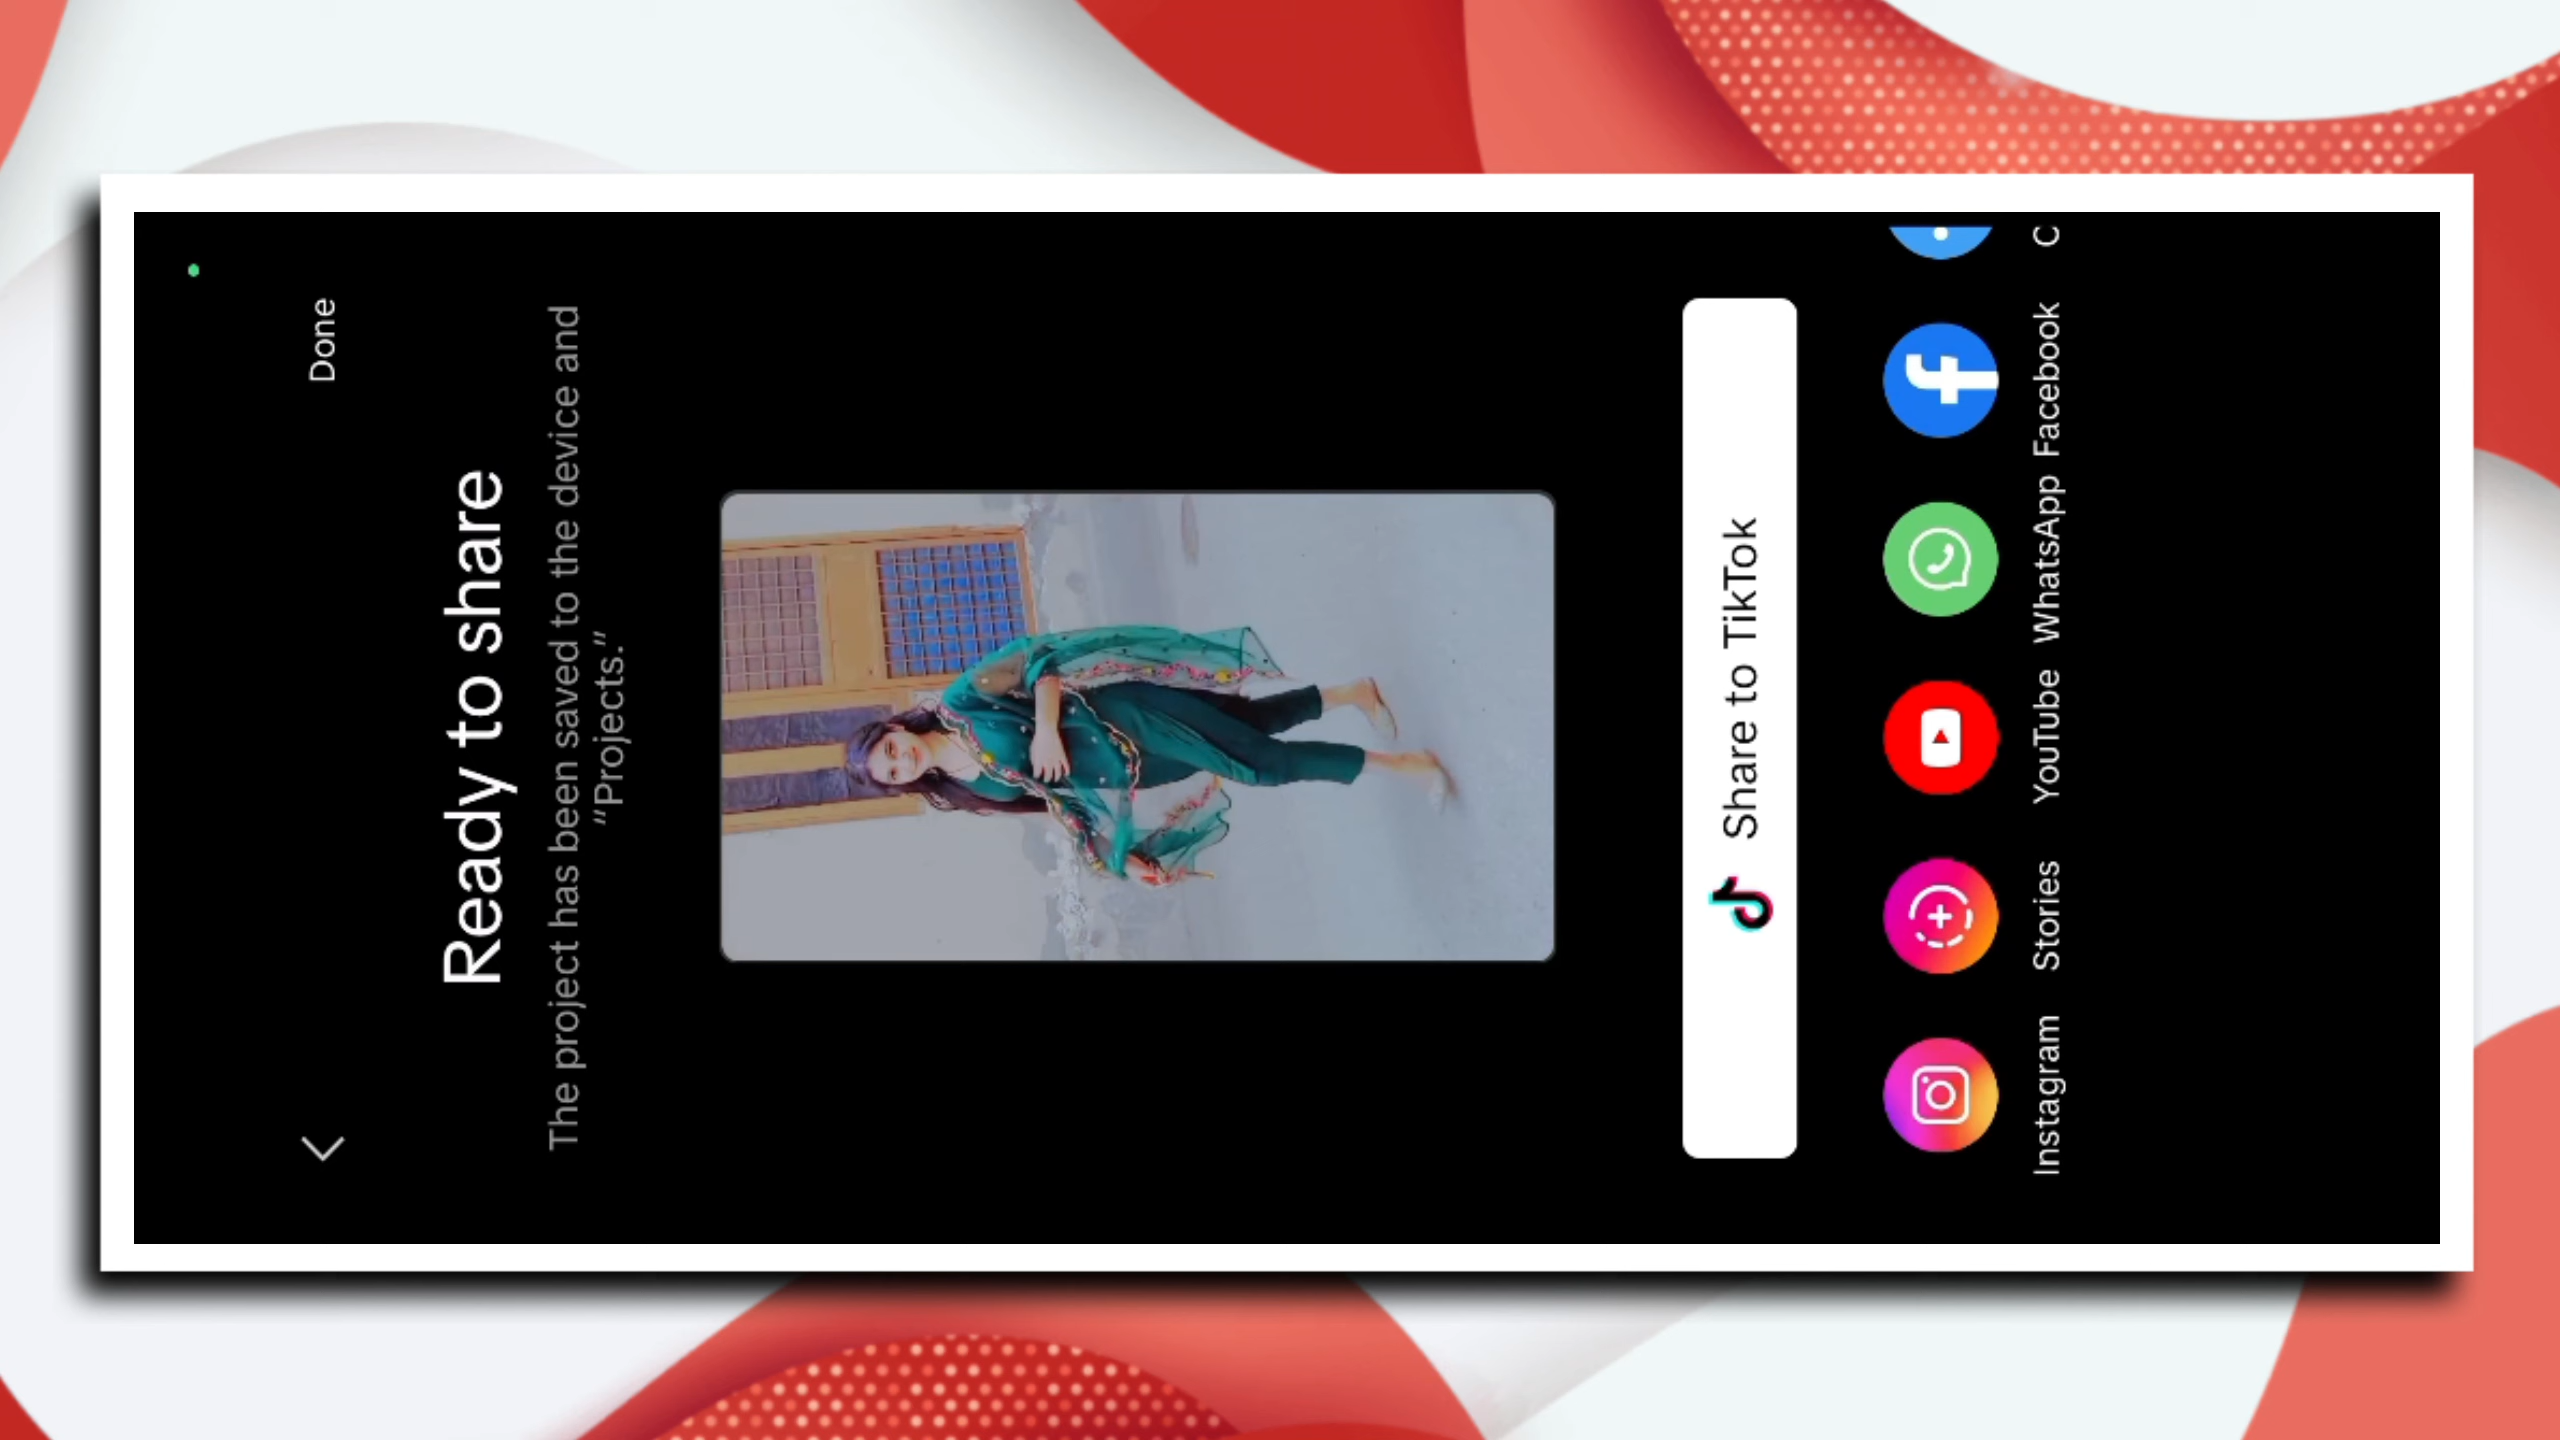 Done
Ready to share
The project has been saved to the device and
“Projects.”
Share to TikTok
Instagram
Stories
YouTube
WhatsApp
Facebook
C